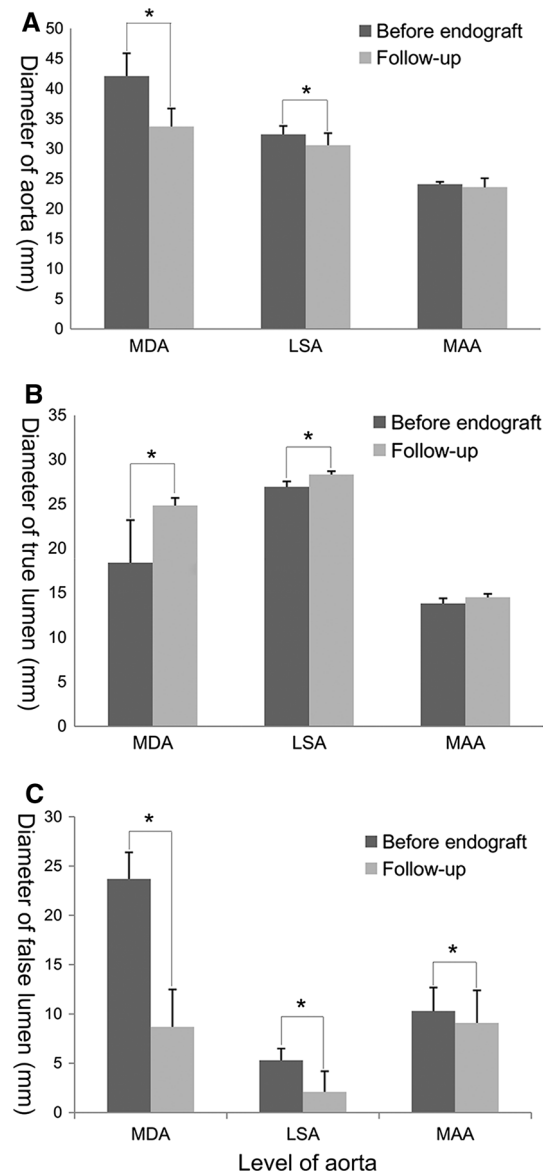 A
Before endograft
Follow-up
Diameter of aorta (mm)
50
45
40
35
30
25
20
15
10
5
0
*
*
MDA
LSA
MAA
B
Before endograft
Follow-up
Diameter of true lumen (mm)
35
30
25
20
15
10
5
0
*
*
MDA
LSA
MAA
C
Before endograft
Follow-up
Diameter of false lumen (mm)
30
25
20
15
10
5
0
*
*
*
MDA
LSA
MAA
Level of aorta